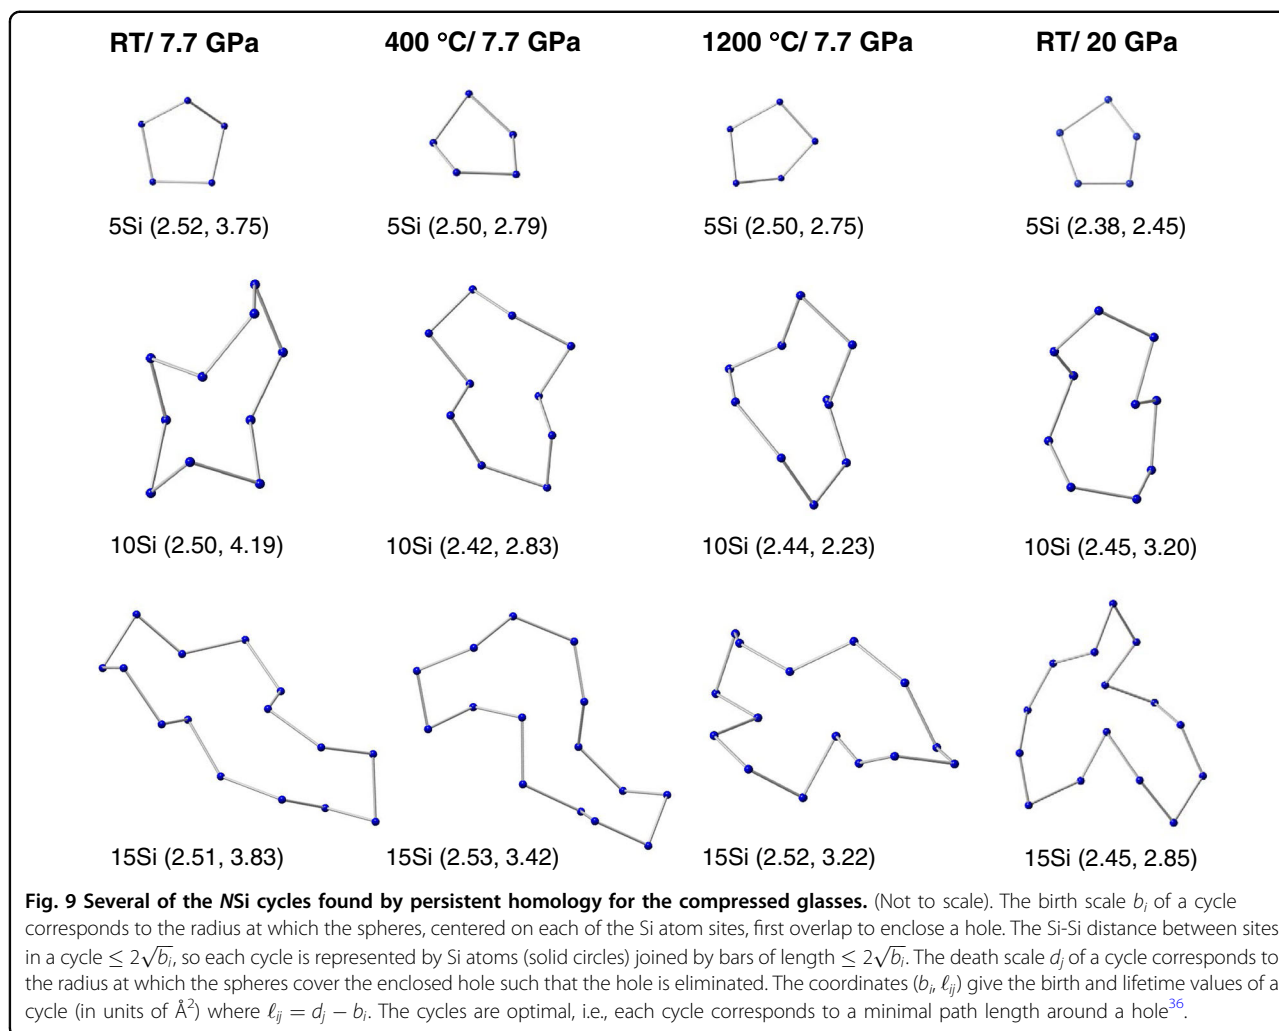 RT/ 7.7 GPa 400 °C/ 7.7 GPa 1200 °C/ 7.7 GPa RT/ 20 GPa
5Si (2.52, 3.75) 5Si (2.50, 2.79) 5Si (2.50, 2.75) 5Si (2.38, 2.45)
10Si (2.50, 4.19) 10Si (2.42, 2.83) 10Si (2.44, 2.23) 10Si (2.45, 3.20)
15Si (2.51, 3.83) 15Si (2.53, 3.42) 15Si (2.52, 3.22) 15Si (2.45, 2.85)
Fig. 9 Several of the NSi cycles found by persistent homology for the compressed glasses. (Not to scale). The birth scale bᵢ of a cycle
corresponds to the radius at which the spheres, centered on each of the Si atom sites, first overlap to enclose a hole. The Si-Si distance between sites
in a cycle ≤ 2√bᵢ, so each cycle is represented by Si atoms (solid circles) joined by bars of length ≤ 2√bᵢ. The death scale dⱼ of a cycle corresponds to
the radius at which the spheres cover the enclosed hole such that the hole is eliminated. The coordinates (bᵢ, ℓᵢⱼ) give the birth and lifetime values of a
cycle (in units of Å²) where ℓᵢⱼ = dⱼ − bᵢ. The cycles are optimal, i.e., each cycle corresponds to a minimal path length around a hole³⁶.